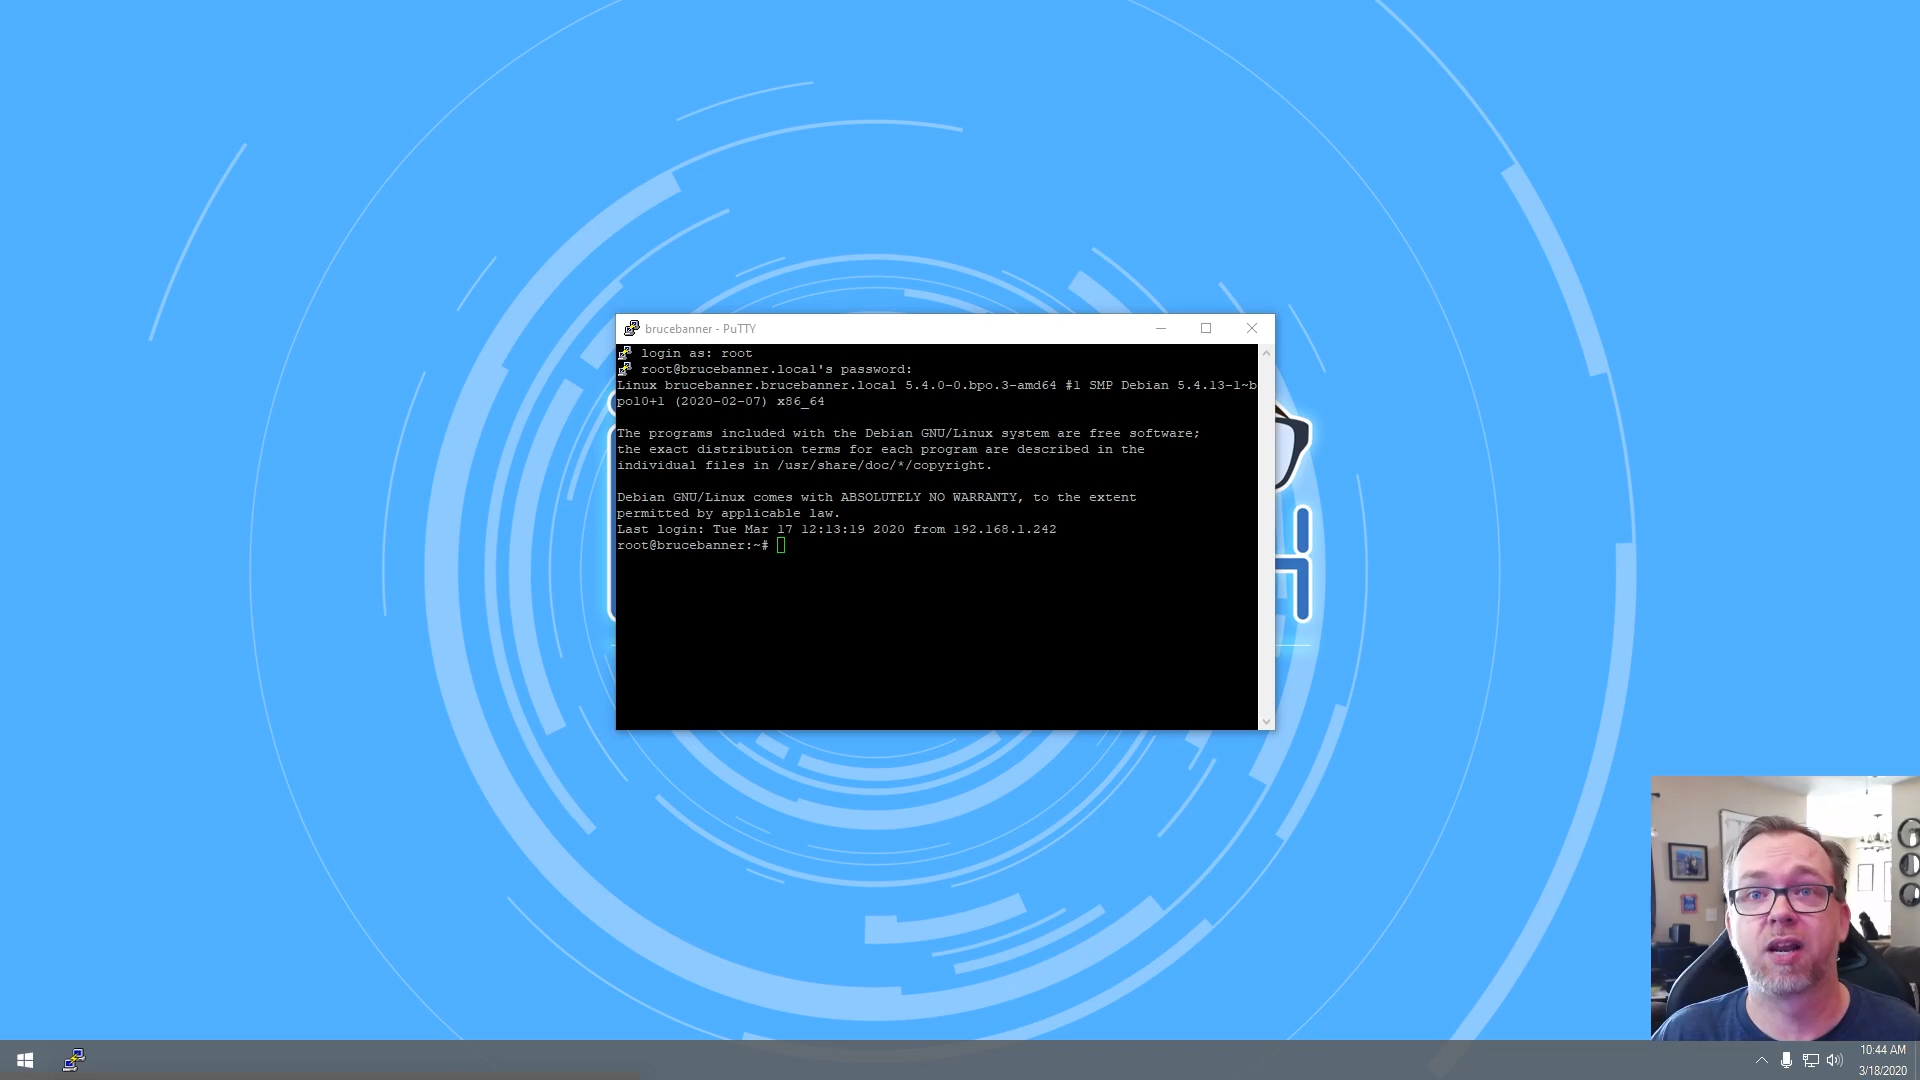 brucebanner - PuTTY
login as: root
root@brucebanner.local's password:
Linux brucebanner.brucebanner.local 5.4.0-0.bpo.3-amd64 #1 SMP Debian 5.4.13-1~b
po10+1 (2020-02-07) x86_64
The programs included with the Debian GNU/Linux system are free software;
the exact distribution terms for each program are described in the
individual files in /usr/share/doc/*/copyright.
Debian GNU/Linux comes with ABSOLUTELY NO WARRANTY, to the extent
permitted by applicable law.
Last login: Tue Mar 17 12:13:19 2020 from 192.168.1.242
root@brucebanner:~#
10:44 AM
3/18/2020